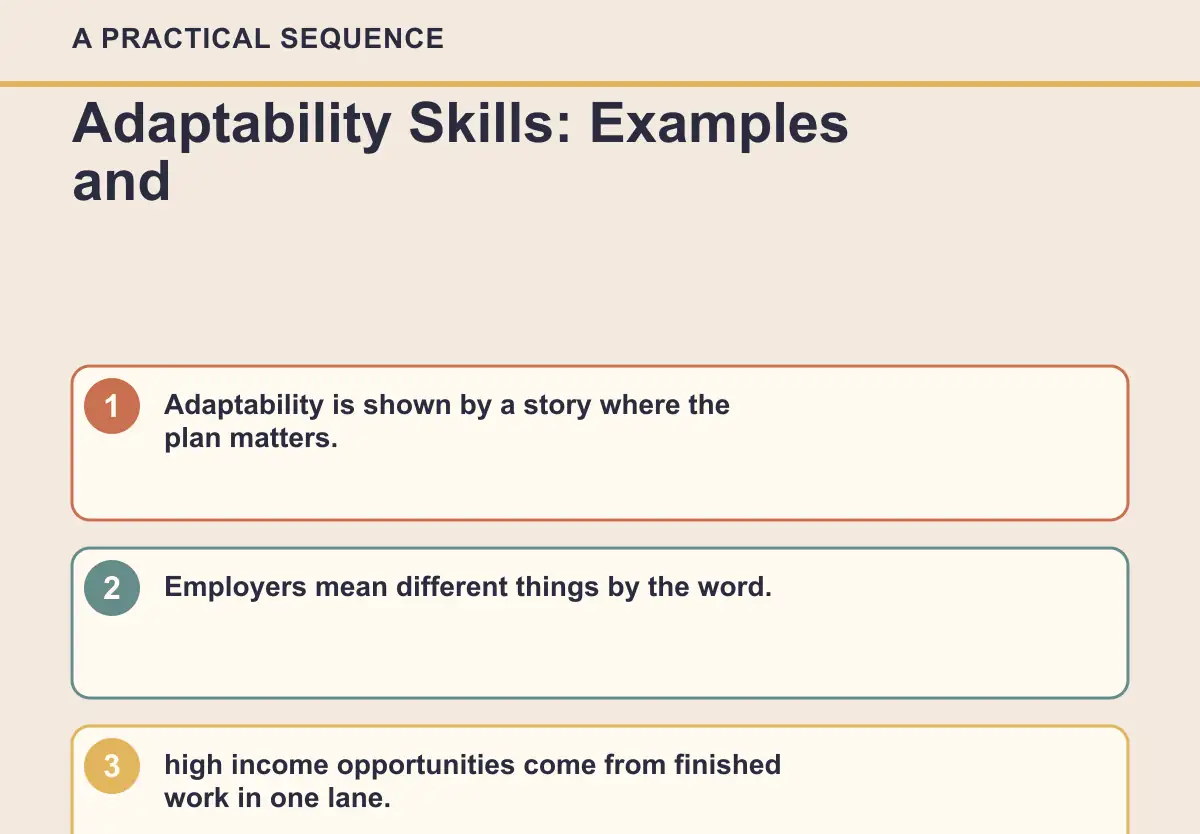 A PRACTICAL SEQUENCE
Adaptability Skills: Examples
and
1
Adaptability is shown by a story where the
plan matters.
2
Employers mean different things by the word.
3
high income opportunities come from finished
work in one lane.